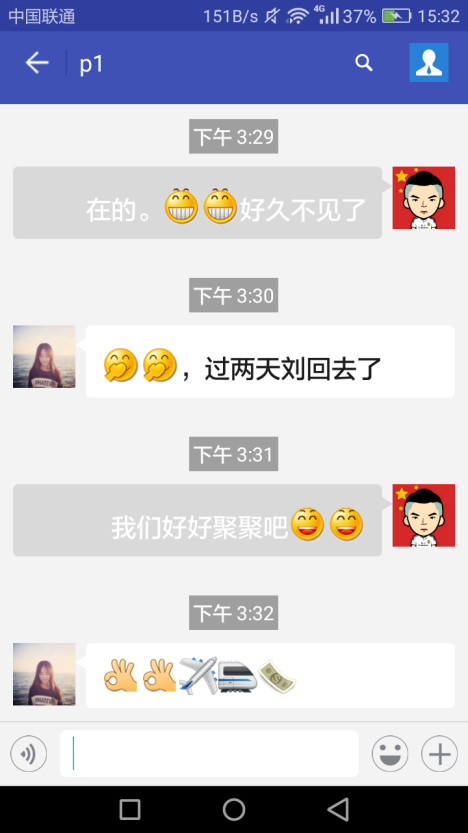 中国联通 151B/s 4G 37% 15:32
p1
下午 3:29
在的。😁😁好久不见了
下午 3:30
🤭🤭，过两天刘回去了
下午 3:31
我们好好聚聚吧😄😄
下午 3:32
👌👌✈️🚄💵